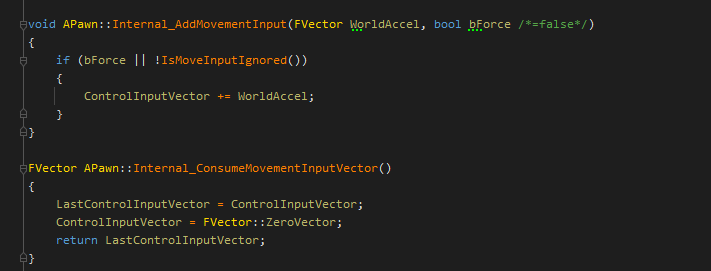 void APawn::Internal_AddMovementInput(FVector WorldAccel, bool bForce /*=false*/)
{
if (bForce || !IsMoveInputIgnored())
{
ControlInputVector += WorldAccel;
}
}
FVector APawn::Internal_ConsumeMovementInputVector()
{
LastControlInputVector = ControlInputVector;
ControlInputVector = FVector::ZeroVector;
return LastControlInputVector;
}